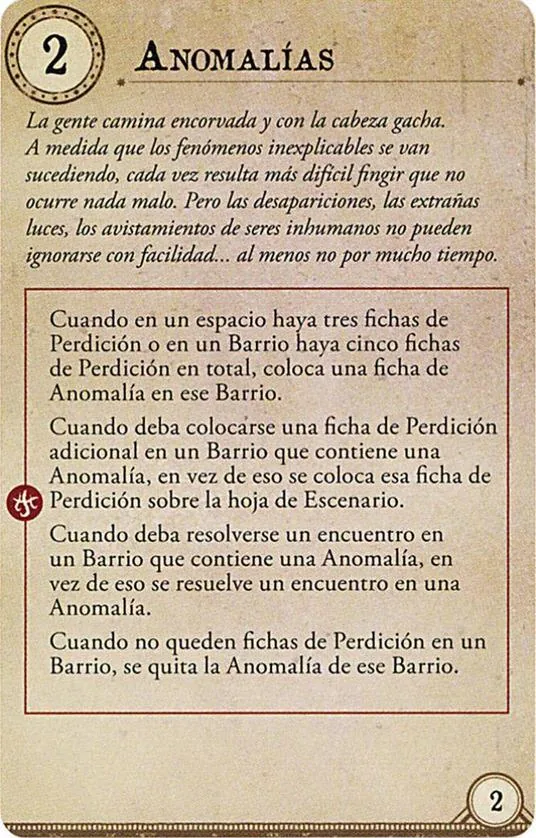 2
ANOMALÍAS
La gente camina encorvada y con la cabeza gacha.
A medida que los fenómenos inexplicables se van
sucediendo, cada vez resulta más difícil fingir que no
ocurre nada malo. Pero las desapariciones, las extrañas
luces, los avistamientos de seres inhumanos no pueden
ignorarse con facilidad... al menos no por mucho tiempo.
Cuando en un espacio haya tres fichas de
Perdición o en un Barrio haya cinco fichas
de Perdición en total, coloca una ficha de
Anomalía en ese Barrio.
Cuando deba colocarse una ficha de Perdición
adicional en un Barrio que contiene una
Anomalía, en vez de eso se coloca esa ficha de
Perdición sobre la hoja de Escenario.
Cuando deba resolverse un encuentro en
un Barrio que contiene una Anomalía, en
vez de eso se resuelve un encuentro en una
Anomalía.
Cuando no queden fichas de Perdición en un
Barrio, se quita la Anomalía de ese Barrio.
2